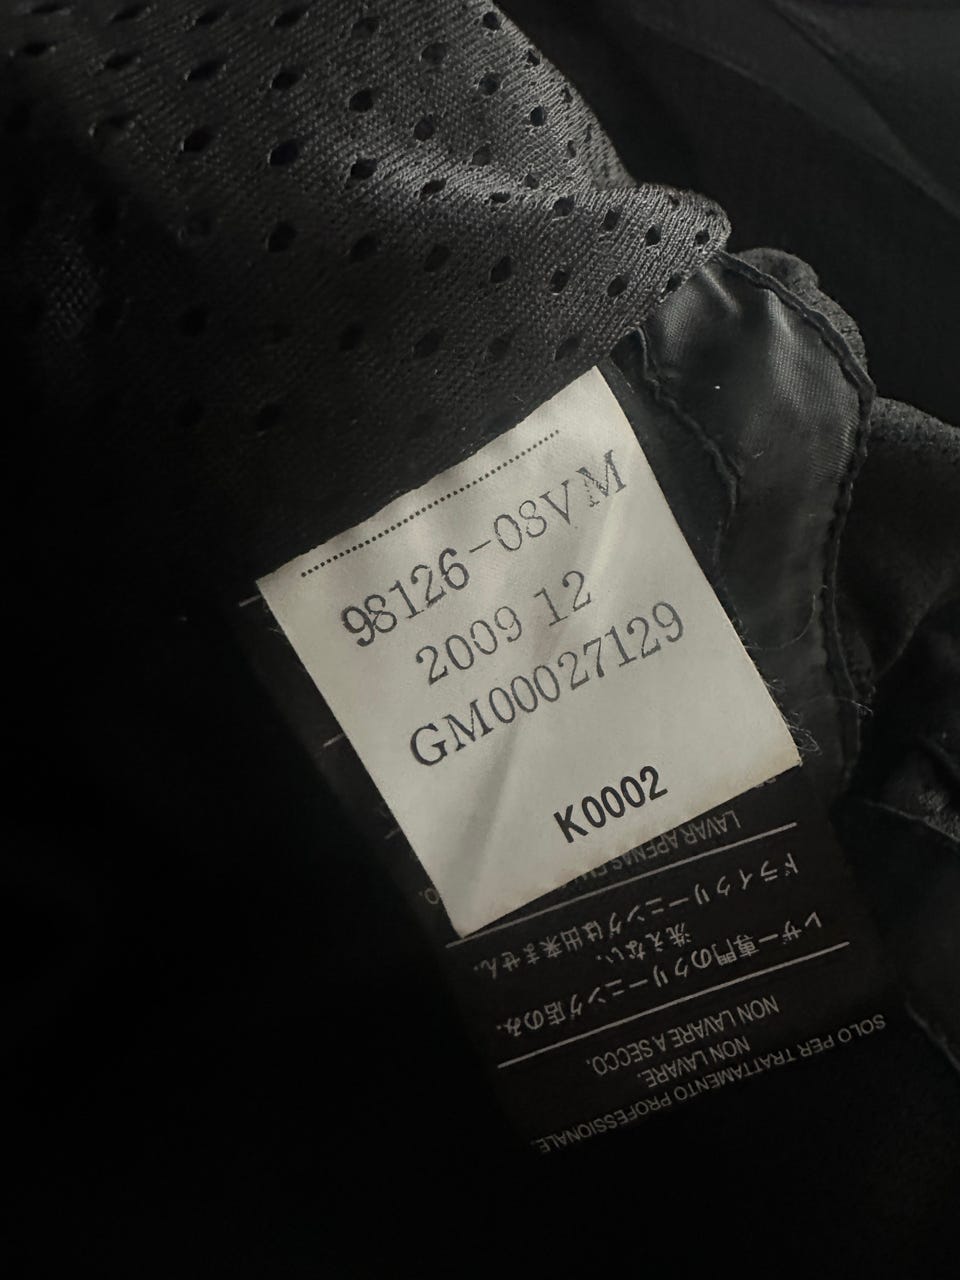 98126-08VM
2009 12
GM00027129
K0002
LAVAR APENAS
ドライクリーニングは出来ません。
洗えない、
レザー専門のクリーニング店のみ。
NON LAVARE A SECCO.
NON LAVARE.
SOLO PER TRATTAMENTO PROFESSIONALE.